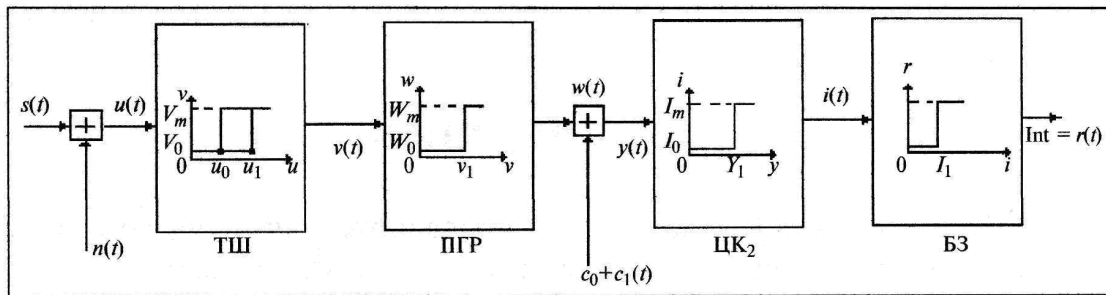 s(t)
u(t)
n(t)
v
V_m
V_0
0
u_0
u_1
u
ТШ
v(t)
w
W_m
W_0
0
v_1
v
ПГР
w(t)
y(t)
c_0+c_1(t)
i
I_m
I_0
0
Y_1
y
ЦК_2
i(t)
r
0
I_1
i
БЗ
Int = r(t)